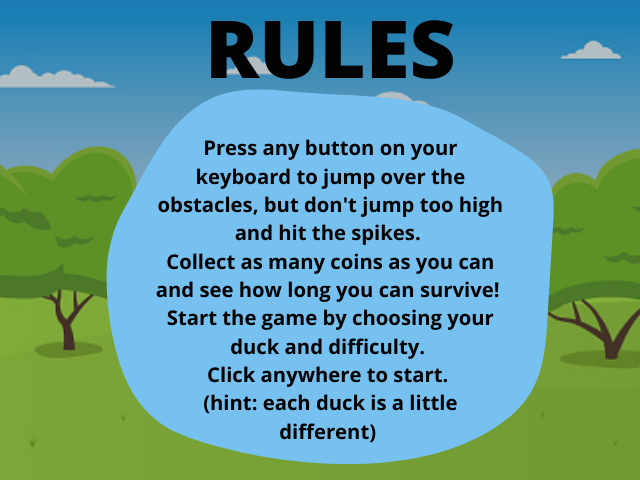 RULES
Press any button on your
keyboard to jump over the
obstacles, but don't jump too high
and hit the spikes.
Collect as many coins as you can
and see how long you can survive!
Start the game by choosing your
duck and difficulty.
Click anywhere to start.
(hint: each duck is a little
different)